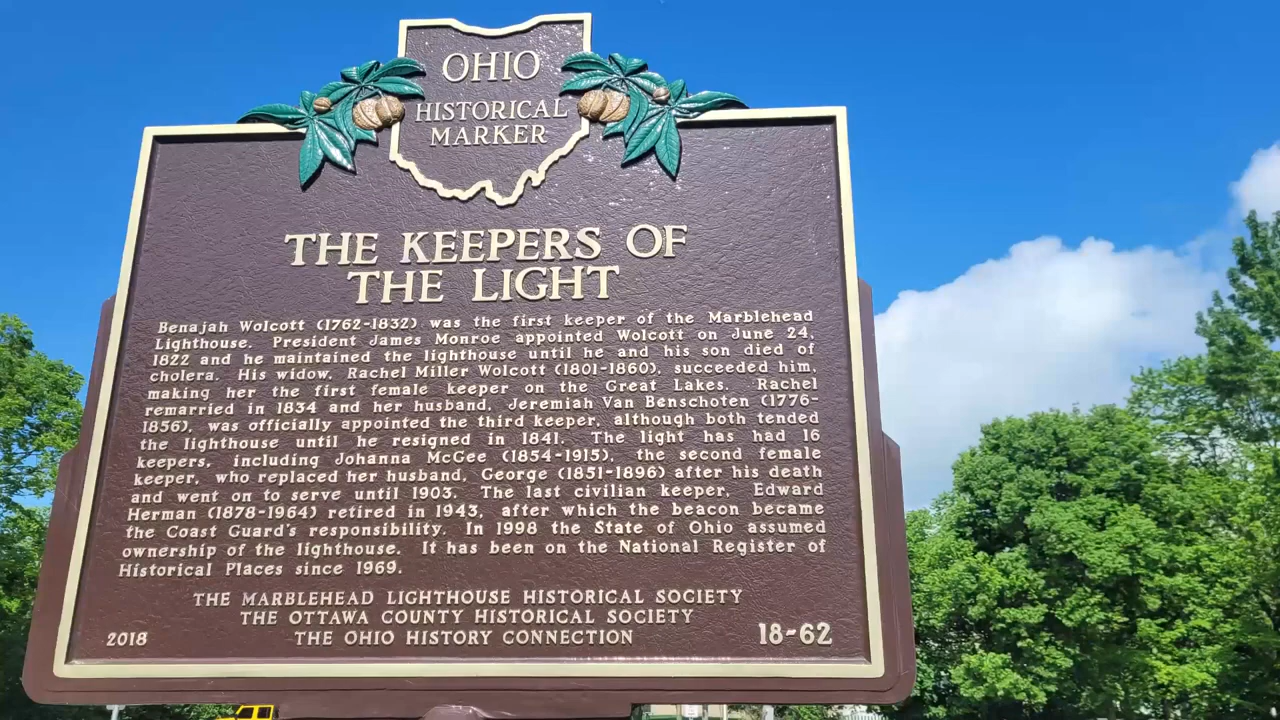 OHIO
HISTORICAL
MARKER
THE KEEPERS OF
THE LIGHT
Benajah Wolcott (1762-1832) was the first keeper of the Marblehead
Lighthouse. President James Monroe appointed Wolcott on June 24,
1822 and he maintained the lighthouse until he and his son died of
cholera. His widow, Rachel Miller Wolcott (1801-1860), succeeded him,
making her the first female keeper on the Great Lakes. Rachel
remarried in 1834 and her husband, Jeremiah Van Benschoten (1776-
1856), was officially appointed the third keeper, although both tended
the lighthouse until he resigned in 1841. The light has had 16
keepers, including Johanna McGee (1854-1915), the second female
keeper, who replaced her husband, George (1851-1896) after his death
and went on to serve until 1903. The last civilian keeper, Edward
Herman (1878-1964) retired in 1943, after which the beacon became
the Coast Guard's responsibility. In 1998 the State of Ohio assumed
ownership of the lighthouse. It has been on the National Register of
Historical Places since 1969.
THE MARBLEHEAD LIGHTHOUSE HISTORICAL SOCIETY
THE OTTAWA COUNTY HISTORICAL SOCIETY
2018 THE OHIO HISTORY CONNECTION 18-62